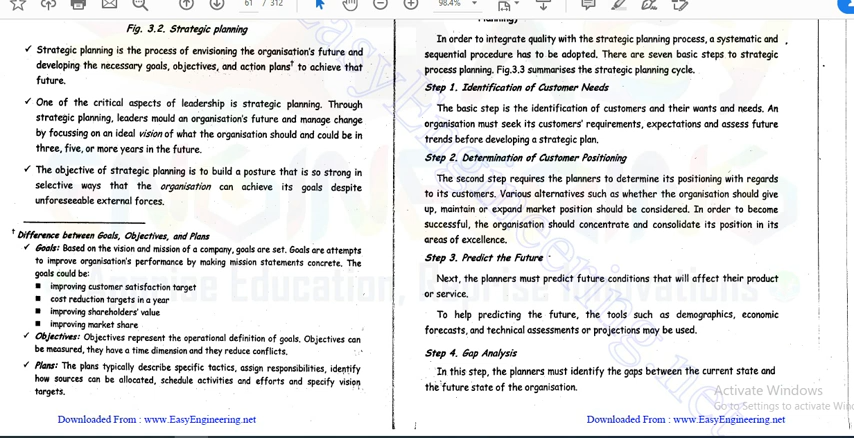 61 / 312
98.4%
Fig. 3.2. Strategic planning
✓ Strategic planning is the process of envisioning the organisation's future and
developing the necessary goals, objectives, and action plans† to achieve that
future.
✓ One of the critical aspects of leadership is strategic planning. Through
strategic planning, leaders mould an organisation's future and manage change
by focussing on an ideal vision of what the organisation should and could be in
three, five, or more years in the future.
✓ The objective of strategic planning is to build a posture that is so strong in
selective ways that the organisation can achieve its goals despite
unforeseeable external forces.
† Difference between Goals, Objectives, and Plans
✓ Goals: Based on the vision and mission of a company, goals are set. Goals are attempts
to improve organisation's performance by making mission statements concrete. The
goals could be:
■ improving customer satisfaction target
■ cost reduction targets in a year
■ improving shareholders' value
■ improving market share
✓ Objectives: Objectives represent the operational definition of goals. Objectives can
be measured, they have a time dimension and they reduce conflicts.
✓ Plans: The plans typically describe specific tactics, assign responsibilities, identify
how sources can be allocated, schedule activities and efforts and specify vision
targets.
Downloaded From : www.EasyEngineering.net
Planning)
In order to integrate quality with the strategic planning process, a systematic and
sequential procedure has to be adopted. There are seven basic steps to strategic
process planning. Fig.3.3 summarises the strategic planning cycle.
Step 1. Identification of Customer Needs
The basic step is the identification of customers and their wants and needs. An
organisation must seek its customers' requirements, expectations and assess future
trends before developing a strategic plan.
Step 2. Determination of Customer Positioning
The second step requires the planners to determine its positioning with regards
to its customers. Various alternatives such as whether the organisation should give
up, maintain or expand market position should be considered. In order to become
successful, the organisation should concentrate and consolidate its position in its
areas of excellence.
Step 3. Predict the Future
Next, the planners must predict future conditions that will affect their product
or service.
To help predicting the future, the tools such as demographics, economic
forecasts, and technical assessments or projections may be used.
Step 4. Gap Analysis
In this step, the planners must identify the gaps between the current state and
the future state of the organisation.
Downloaded From : www.EasyEngineering.net
Activate Windows
Go to Settings to activate Win